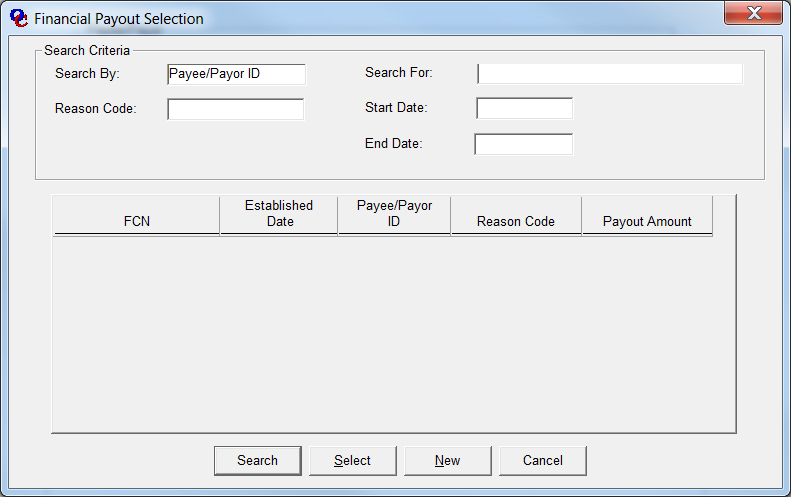 Financial Payout Selection
Search Criteria
Search By: Payee/Payor ID Search For:
Reason Code: Start Date:
End Date:
FCN Established Date Payee/Payor ID Reason Code Payout Amount
Search Select New Cancel